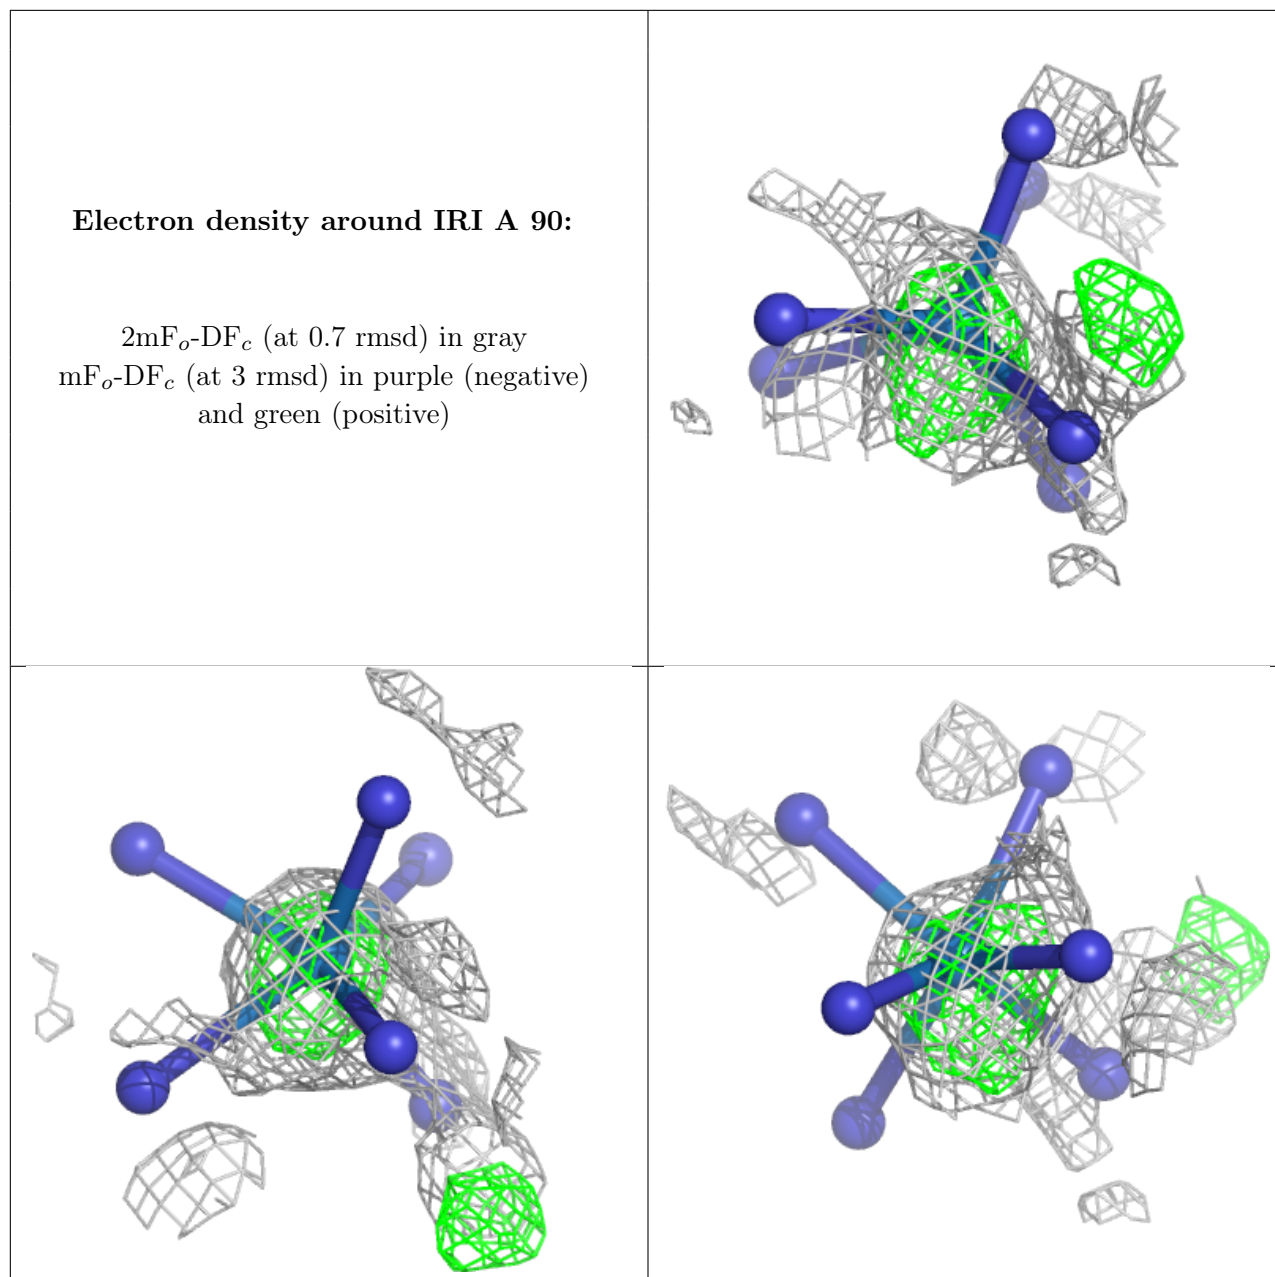 Electron density around IRI A 90:
2mFo-DFc (at 0.7 rmsd) in gray
mFo-DFc (at 3 rmsd) in purple (negative)
and green (positive)